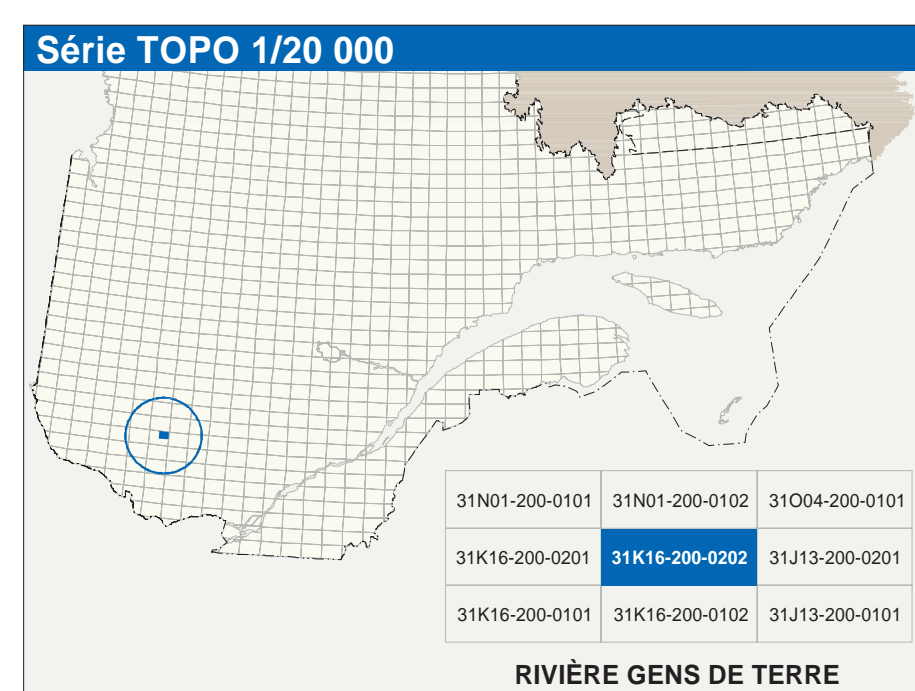 Série TOPO 1/20 000
31N01-200-0101 31N01-200-0102 31O04-200-0101
31K16-200-0201 31K16-200-0202 31J13-200-0201
31K16-200-0101 31K16-200-0102 31J13-200-0101
RIVIÈRE GENS DE TERRE